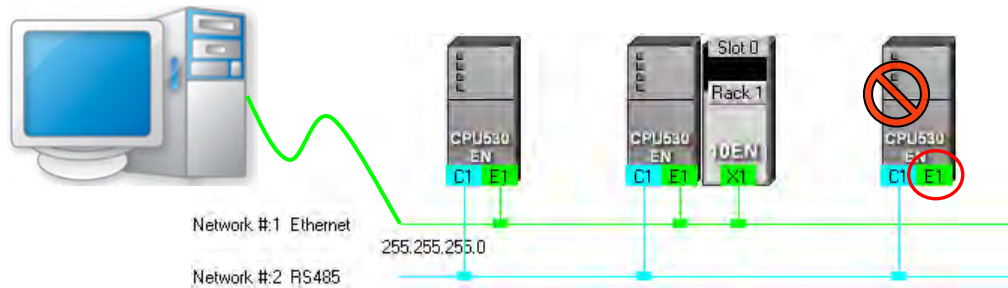 Slot 0
Rack 1
CPU530
EN
C1 E1
CPU530
EN
C1 E1
10EN
X1
CPU530
EN
C1 E1
Network #:1 Ethernet
255.255.255.0
Network #:2 RS485